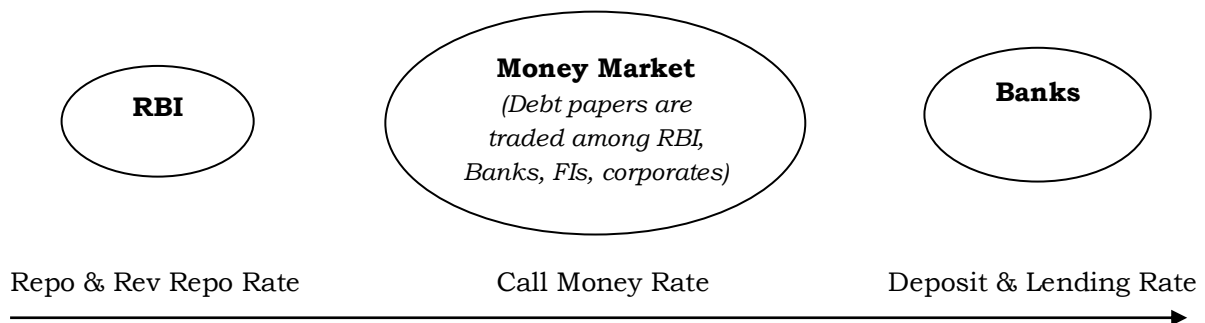 RBI
Money Market
(Debt papers are
traded among RBI,
Banks, FIs, corporates)
Banks
Repo & Rev Repo Rate
Call Money Rate
Deposit & Lending Rate